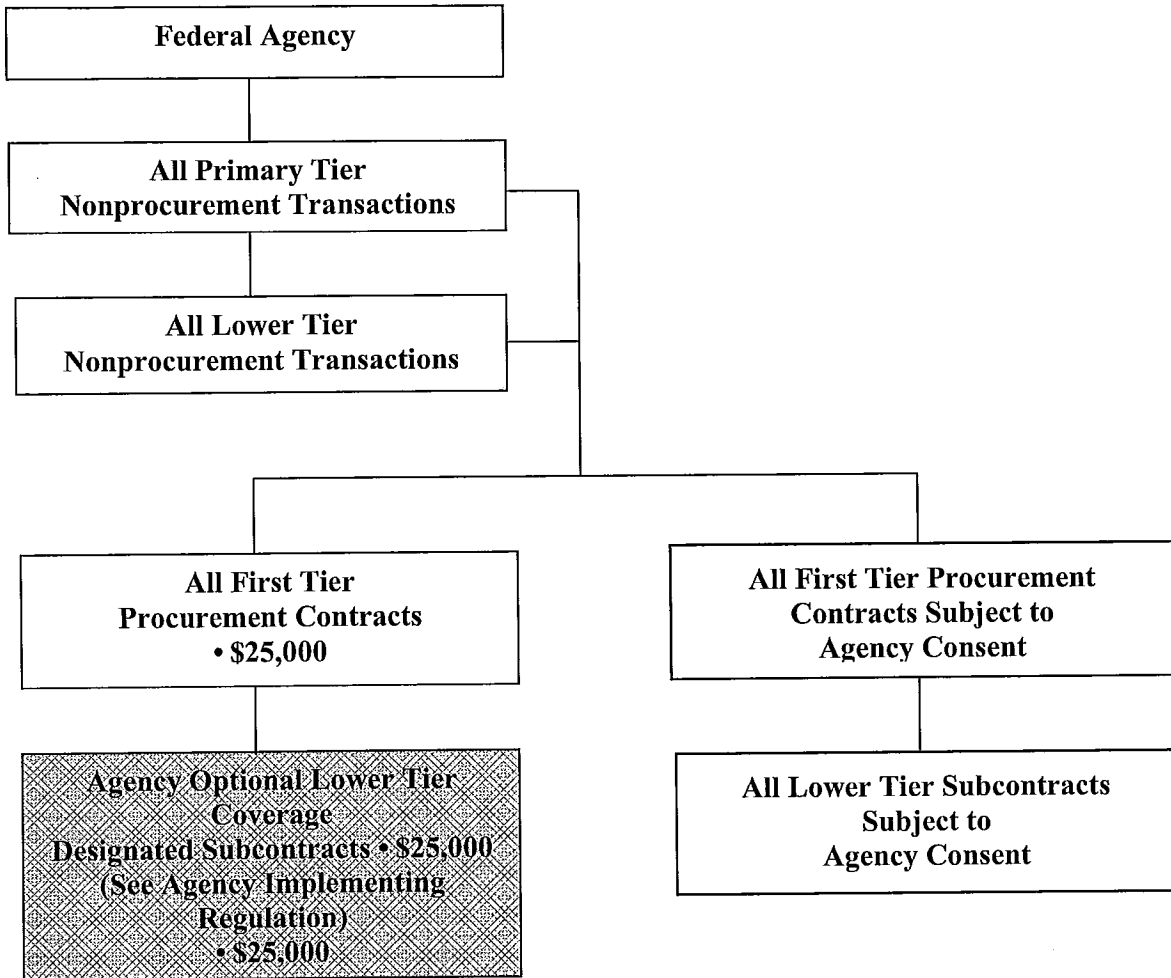 Federal Agency
All Primary Tier
Nonprocurement Transactions
All Lower Tier
Nonprocurement Transactions
All First Tier
Procurement Contracts
• $25,000
All First Tier Procurement
Contracts Subject to
Agency Consent
Agency Optional Lower Tier
Coverage
Designated Subcontracts • $25,000
(See Agency Implementing
Regulation)
• $25,000
All Lower Tier Subcontracts
Subject to
Agency Consent